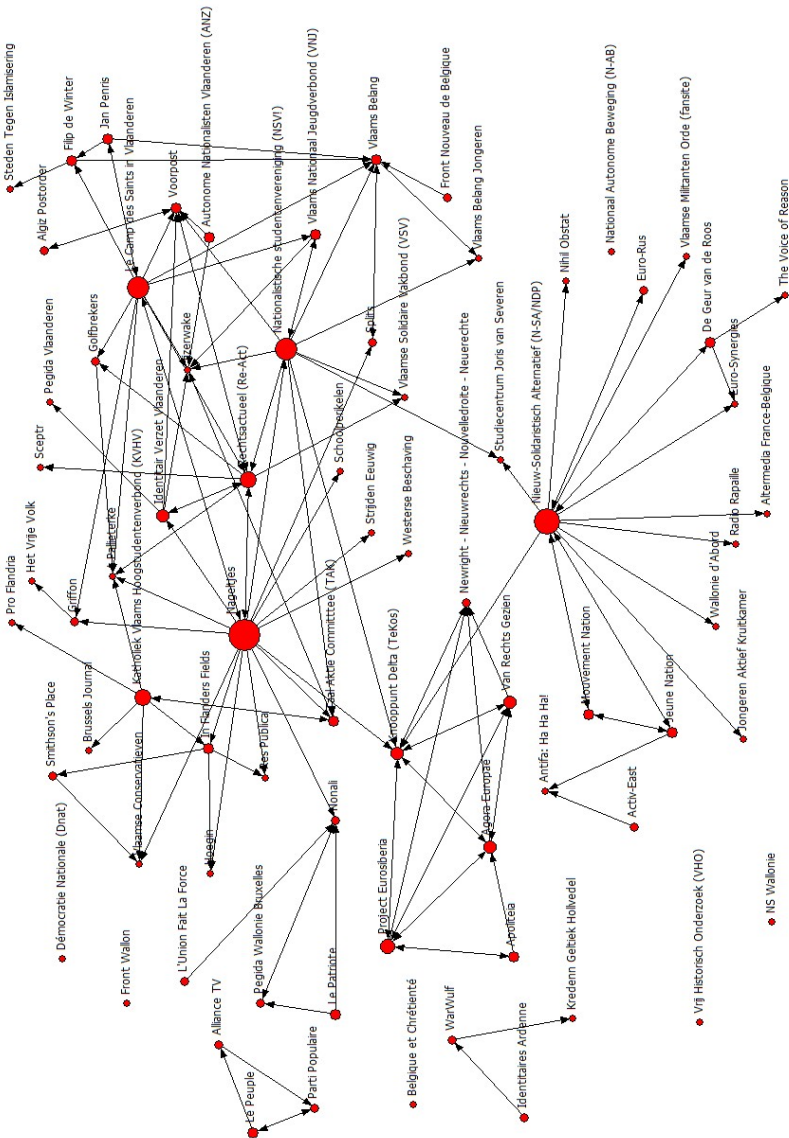 Steden Tegen Islamisering
Filip de Winter
Jan Penris
Algiz Postorder
Le Camp des Saints in Vlaanderen
Voorpost
Autonome Nationalisten Vlaanderen (ANZ)
Nationalistische studentenvereniging (NSV!)
Vlaams Nationaal Jeugdverbond (VNJ)
Vlaams Belang
Front Nouveau de Belgique
Vlaams Belang Jongeren
Pegida Vlaanderen
Golfbrekers
Ijzerwake
Splits
Vlaamse Solidaire Vakbond (VSV)
Sceptr
Identitair Verzet Vlaanderen
Rechtsactueel (Re-Act)
Schoolpedkelen
Studiecentrum Joris van Severen
Nihil Obstat
Nationaal Autonome Beweging (N-AB)
Euro-Rus
Vlaamse Militanten Orde (fansite)
De Geur van de Roos
The Voice of Reason
Euro-Synergies
Nieuw-Solidaristisch Alternatief (N-SA/NDP)
Altermedia France-Belgique
Radio Rapaille
Wallonie d'Abord
Jongeren Aktief Kruitkamer
Pro Flandria
Het Vrije Volk
Griffon
Palieterke
Katholiek Vlaams Hoogstudentenverbond (KVHV)
Nageltjes
Strijden Eeuwig
Westerse Beschaving
Newright - Nieuwrechts - Nouvelledroite - Neuerechte
Smithson's Place
Brussels Journal
In Flanders Fields
Res Publica
Taal Aktie Committtee (TAK)
Knooppunt Delta (TeKos)
Van Rechts Gezien
Mouvement Nation
Jeune Nation
Antifa: Ha Ha Ha!
Activ-East
Démocratie Nationale (Dnat)
Vlaamse Conservatieven
Nonali
Agora Europae
Front Wallon
L'Union Fait La Force
Pegida Wallonie Bruxelles
Le Patriote
Project Eurosiberia
Apoliteia
Alliance TV
Le Peuple
Parti Populaire
Belgique et Chrétienté
WarWulf
Kredenn Geltiek Hollvedel
Identitaires Ardenne
Vrij Historisch Onderzoek (VHO)
NS Wallonie